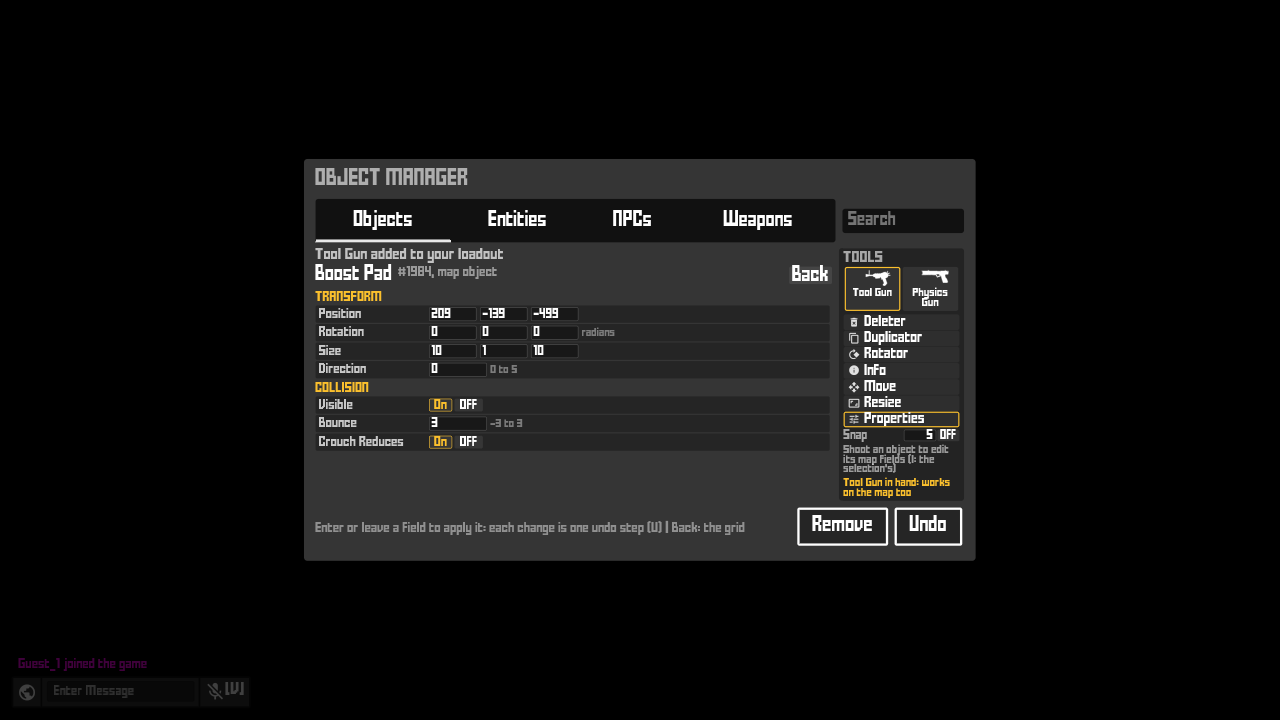 OBJECT MANAGER
Objects Entities NPCs Weapons
Search
Tool Gun added to your loadout
Boost Pad #1984, map object
Back
TRANSFORM
Position 209 -139 -499
Rotation 0 0 0 radians
Size 10 1 10
Direction 0 0 to 5
COLLISION
Visible On OFF
Bounce 3 -3 to 3
Crouch Reduces On OFF
TOOLS
Tool Gun
Physics Gun
Deleter
Duplicator
Rotator
Info
Move
Resize
Properties
Snap 5 OFF
Shoot an object to edit
its map fields (I: the
selection's)
Tool Gun in hand: works
on the map too
Enter or leave a field to apply it: each change is one undo step (U) | Back: the grid
Remove Undo
Guest_1 joined the game
Enter Message [V]